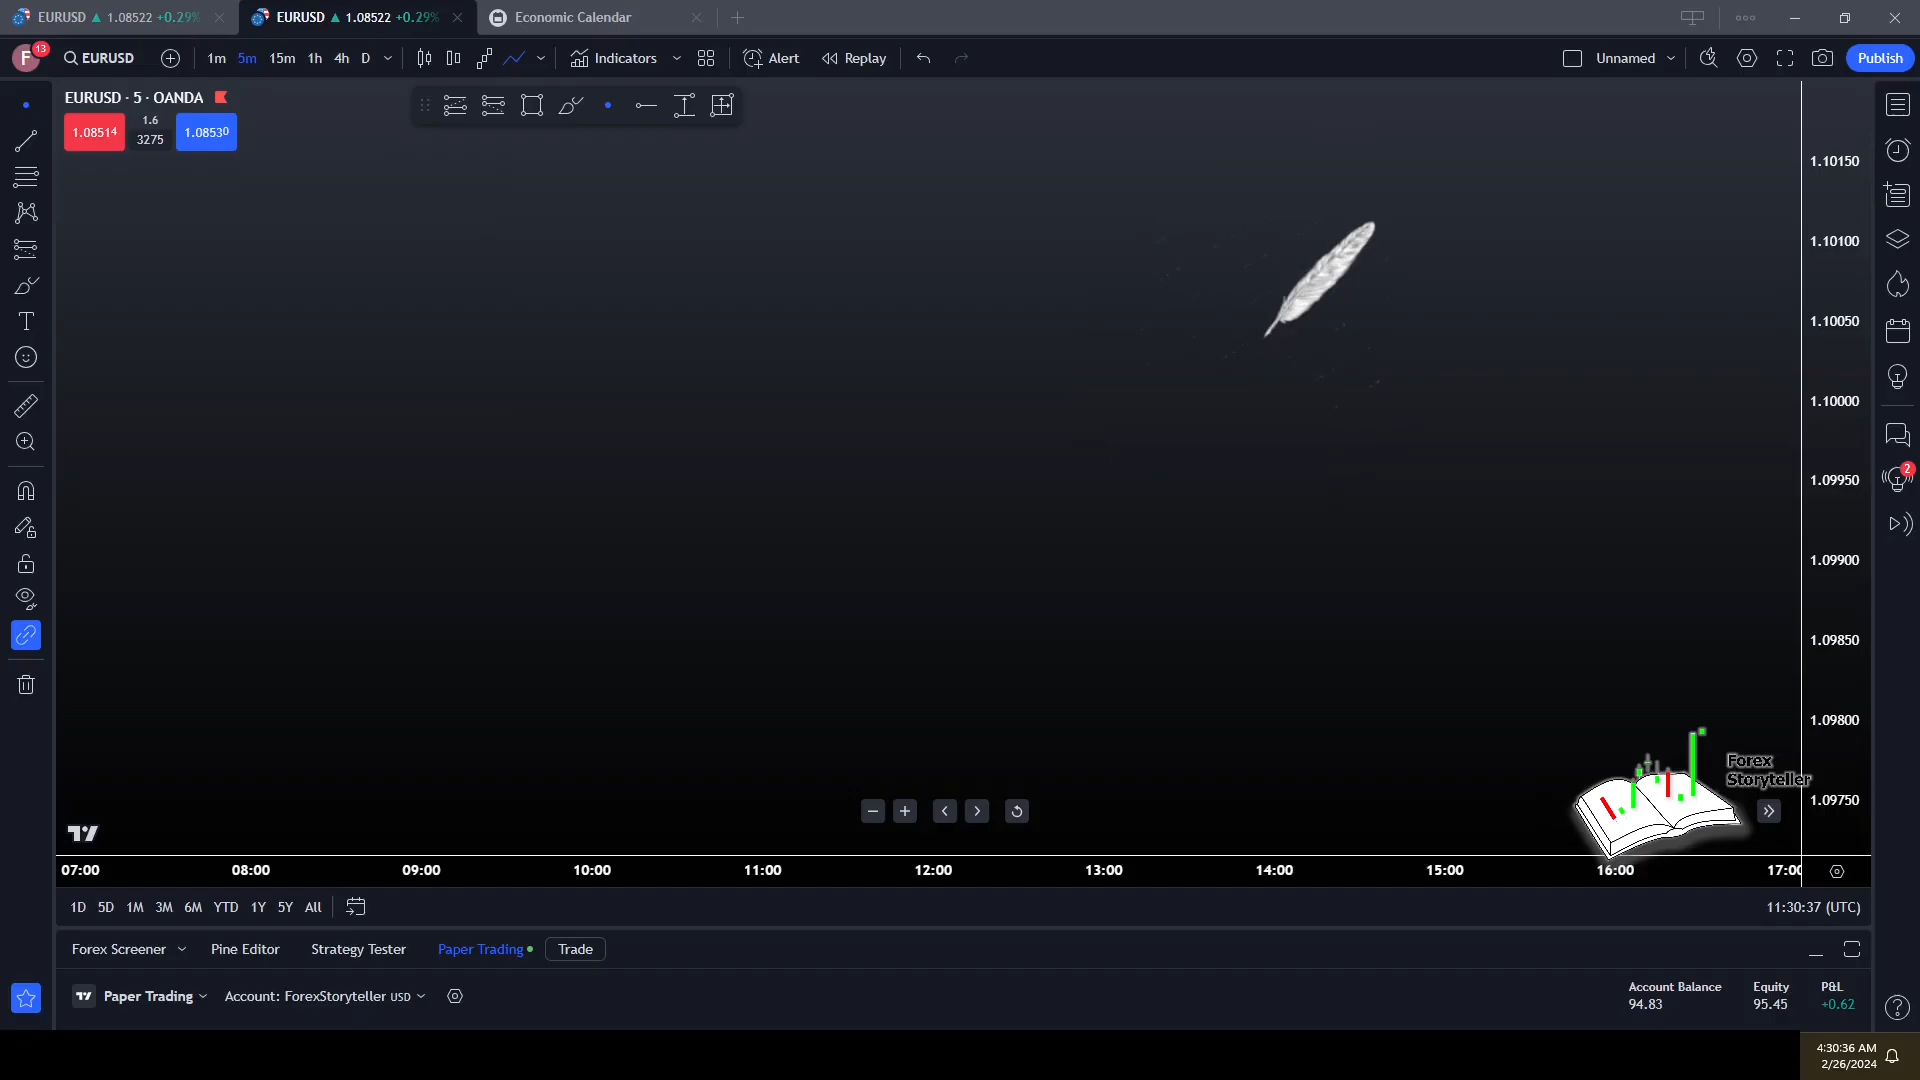 EURUSD ▲ 1.08522 +0.29%
EURUSD ▲ 1.08522 +0.29%
Economic Calendar
F
13
EURUSD
1m 5m 15m 1h 4h D
Indicators
Alert
Replay
Unnamed
Publish
EURUSD · 5 · OANDA
1.08514
1.6
3275
1.08530
1.10150
1.10100
1.10050
1.10000
1.09950
1.09900
1.09850
1.09800
1.09750
2
Forex
Storyteller
07:00 08:00 09:00 10:00 11:00 12:00 13:00 14:00 15:00 16:00 17:00
1D 5D 1M 3M 6M YTD 1Y 5Y All
11:30:37 (UTC)
Forex Screener
Pine Editor
Strategy Tester
Paper Trading
Trade
Paper Trading
Account: ForexStoryteller USD
Account Balance
94.83
Equity
95.45
P&L
+0.62
4:30:36 AM
2/26/2024